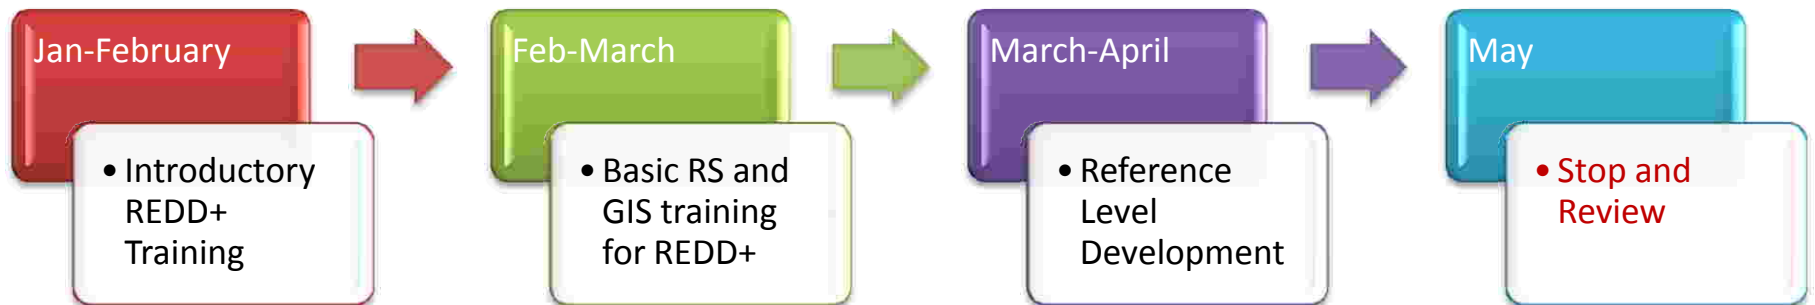 Jan-February
• Introductory
REDD+
Training
Feb-March
• Basic RS and
GIS training
for REDD+
March-April
• Reference
Level
Development
May
• Stop and
Review